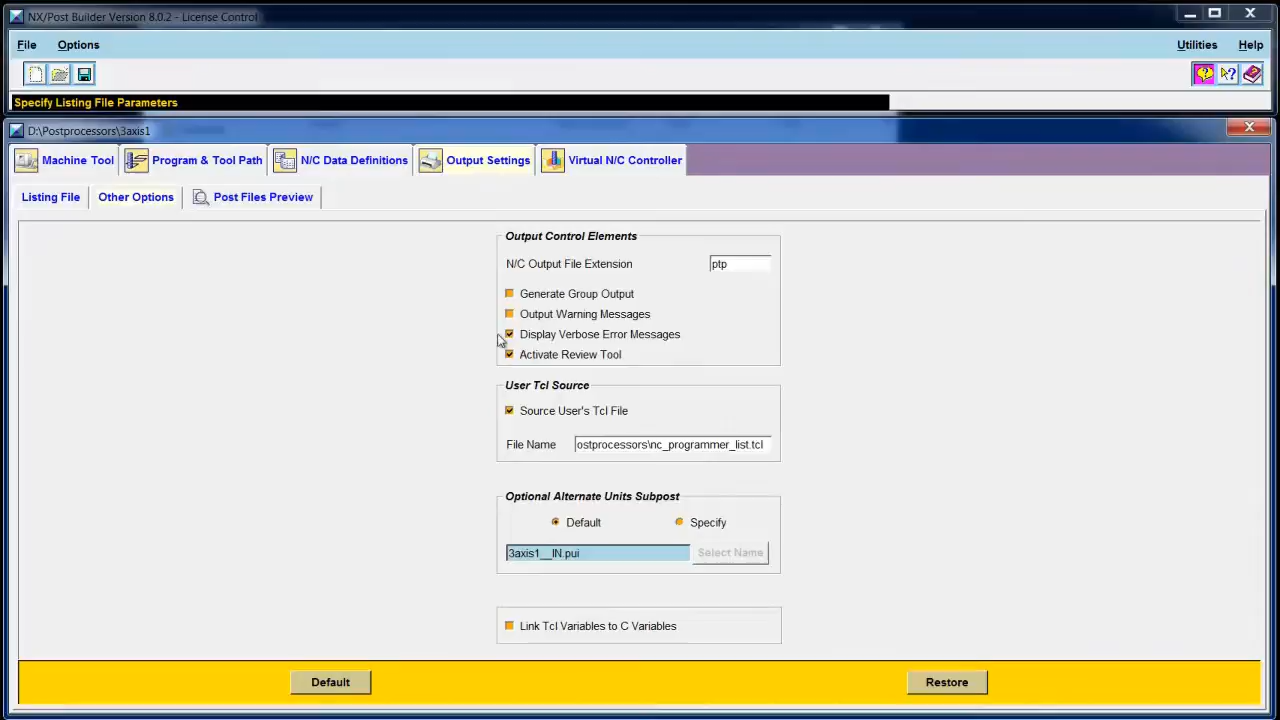 NX/Post Builder Version 8.0.2 - License Control
File Options Utilities Help
Specify Listing File Parameters
D:\Postprocessors\3axis1
Machine Tool Program & Tool Path N/C Data Definitions Output Settings Virtual N/C Controller
Listing File Other Options Post Files Preview
Output Control Elements
N/C Output File Extension ptp
Generate Group Output
Output Warning Messages
Display Verbose Error Messages
Activate Review Tool
User Tcl Source
Source User's Tcl File
File Name ostprocessors\nc_programmer_list.tcl
Optional Alternate Units Subpost
Default Specify
3axis1__IN.pui Select Name
Link Tcl Variables to C Variables
Default Restore